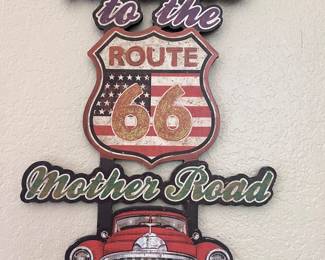 to the
ROUTE
66
Mother Road